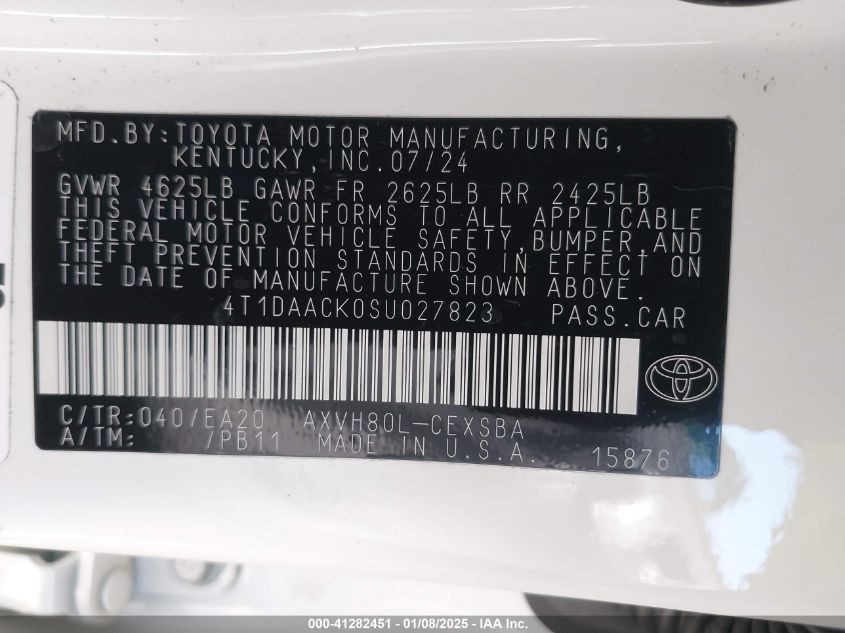 MFD.BY:TOYOTA MOTOR MANUFACTURING,
KENTUCKY,INC.07/24
GVWR 4625LB GAWR FR 2625LB RR 2425LB
THIS VEHICLE CONFORMS TO ALL APPLICABLE
FEDERAL MOTOR VEHICLE SAFETY,BUMPER,AND
THEFT PREVENTION STANDARDS IN EFFECT ON
THE DATE OF MANUFACTURE SHOWN ABOVE.
4T1DAACK0SU027823 PASS.CAR
C/TR:040/EA20 AXVH80L-CEXSBA
A/TM: /PB11 MADE IN U.S.A. 15876
000-41282451 - 01/08/2025 - IAA Inc.